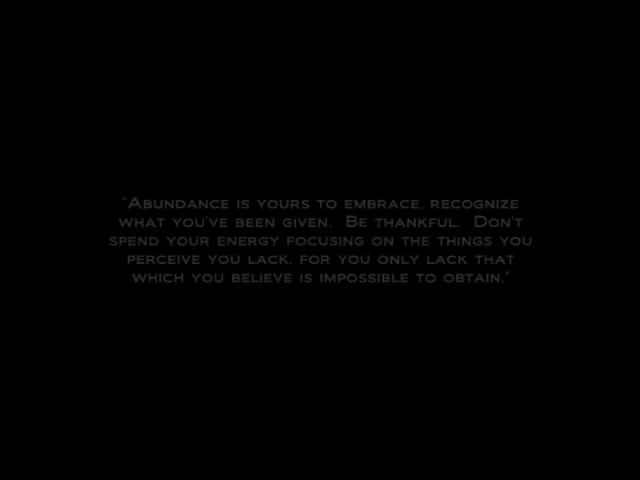 "Abundance is yours to embrace, recognize
what you've been given.  Be thankful.  Don't
spend your energy focusing on the things you
perceive you lack, for you only lack that
which you believe is impossible to obtain."